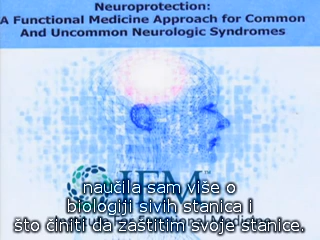 Neuroprotection:
A Functional Medicine Approach for Common
And Uncommon Neurologic Syndromes
IFM
naučila sam više o
biologiji sivih stanica i
što činiti da zaštitim svoje stanice.